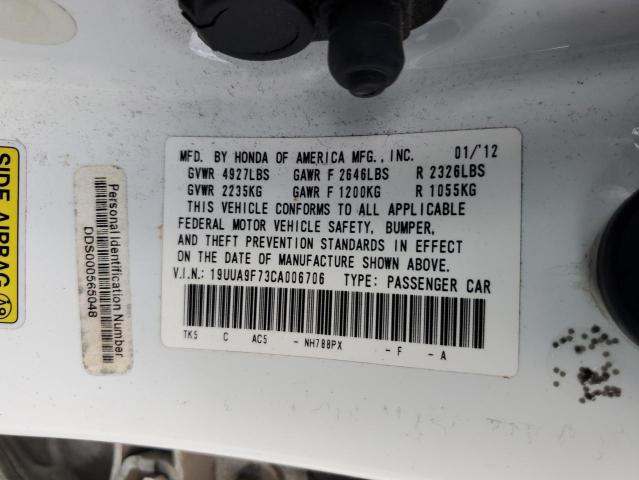 MFD. BY HONDA OF AMERICA MFG., INC. 01/'12
GVWR 4927LBS GAWR F 2646LBS R 2326LBS
GVWR 2235KG GAWR F 1200KG R 1055KG
THIS VEHICLE CONFORMS TO ALL APPLICABLE
FEDERAL MOTOR VEHICLE SAFETY, BUMPER,
AND THEFT PREVENTION STANDARDS IN EFFECT
ON THE DATE OF MANUFACTURE SHOWN ABOVE.
V.I.N.: 19UUA9F73CA006706 TYPE: PASSENGER CAR
TK5 C AC5 - NH788PX - F - A
Personal Identification Number
DDS000565048
SIDE AIRBAG